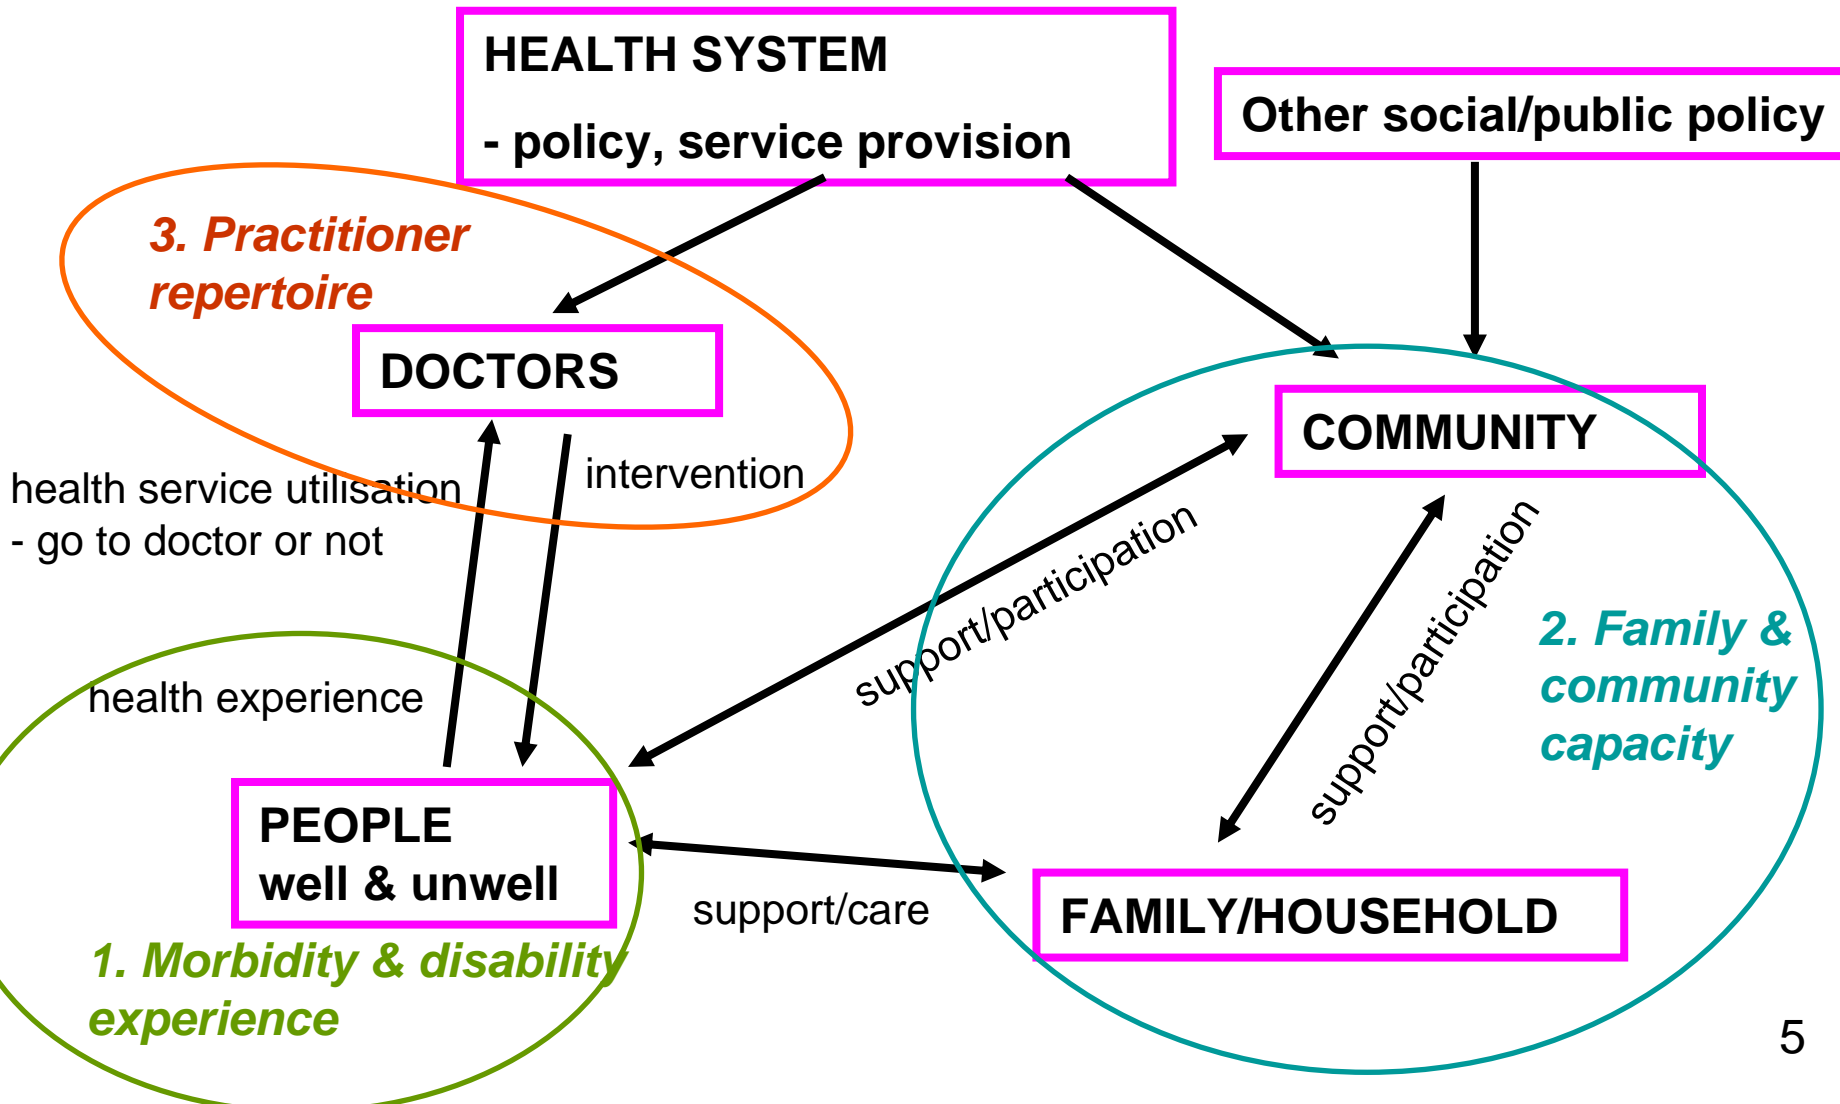 HEALTH SYSTEM
- policy, service provision
Other social/public policy
3. Practitioner
repertoire
DOCTORS
COMMUNITY
health service utilisation
- go to doctor or not
intervention
support/participation
support/participation
2. Family &
community
capacity
health experience
PEOPLE
well & unwell
support/care
FAMILY/HOUSEHOLD
1. Morbidity & disability
experience
5